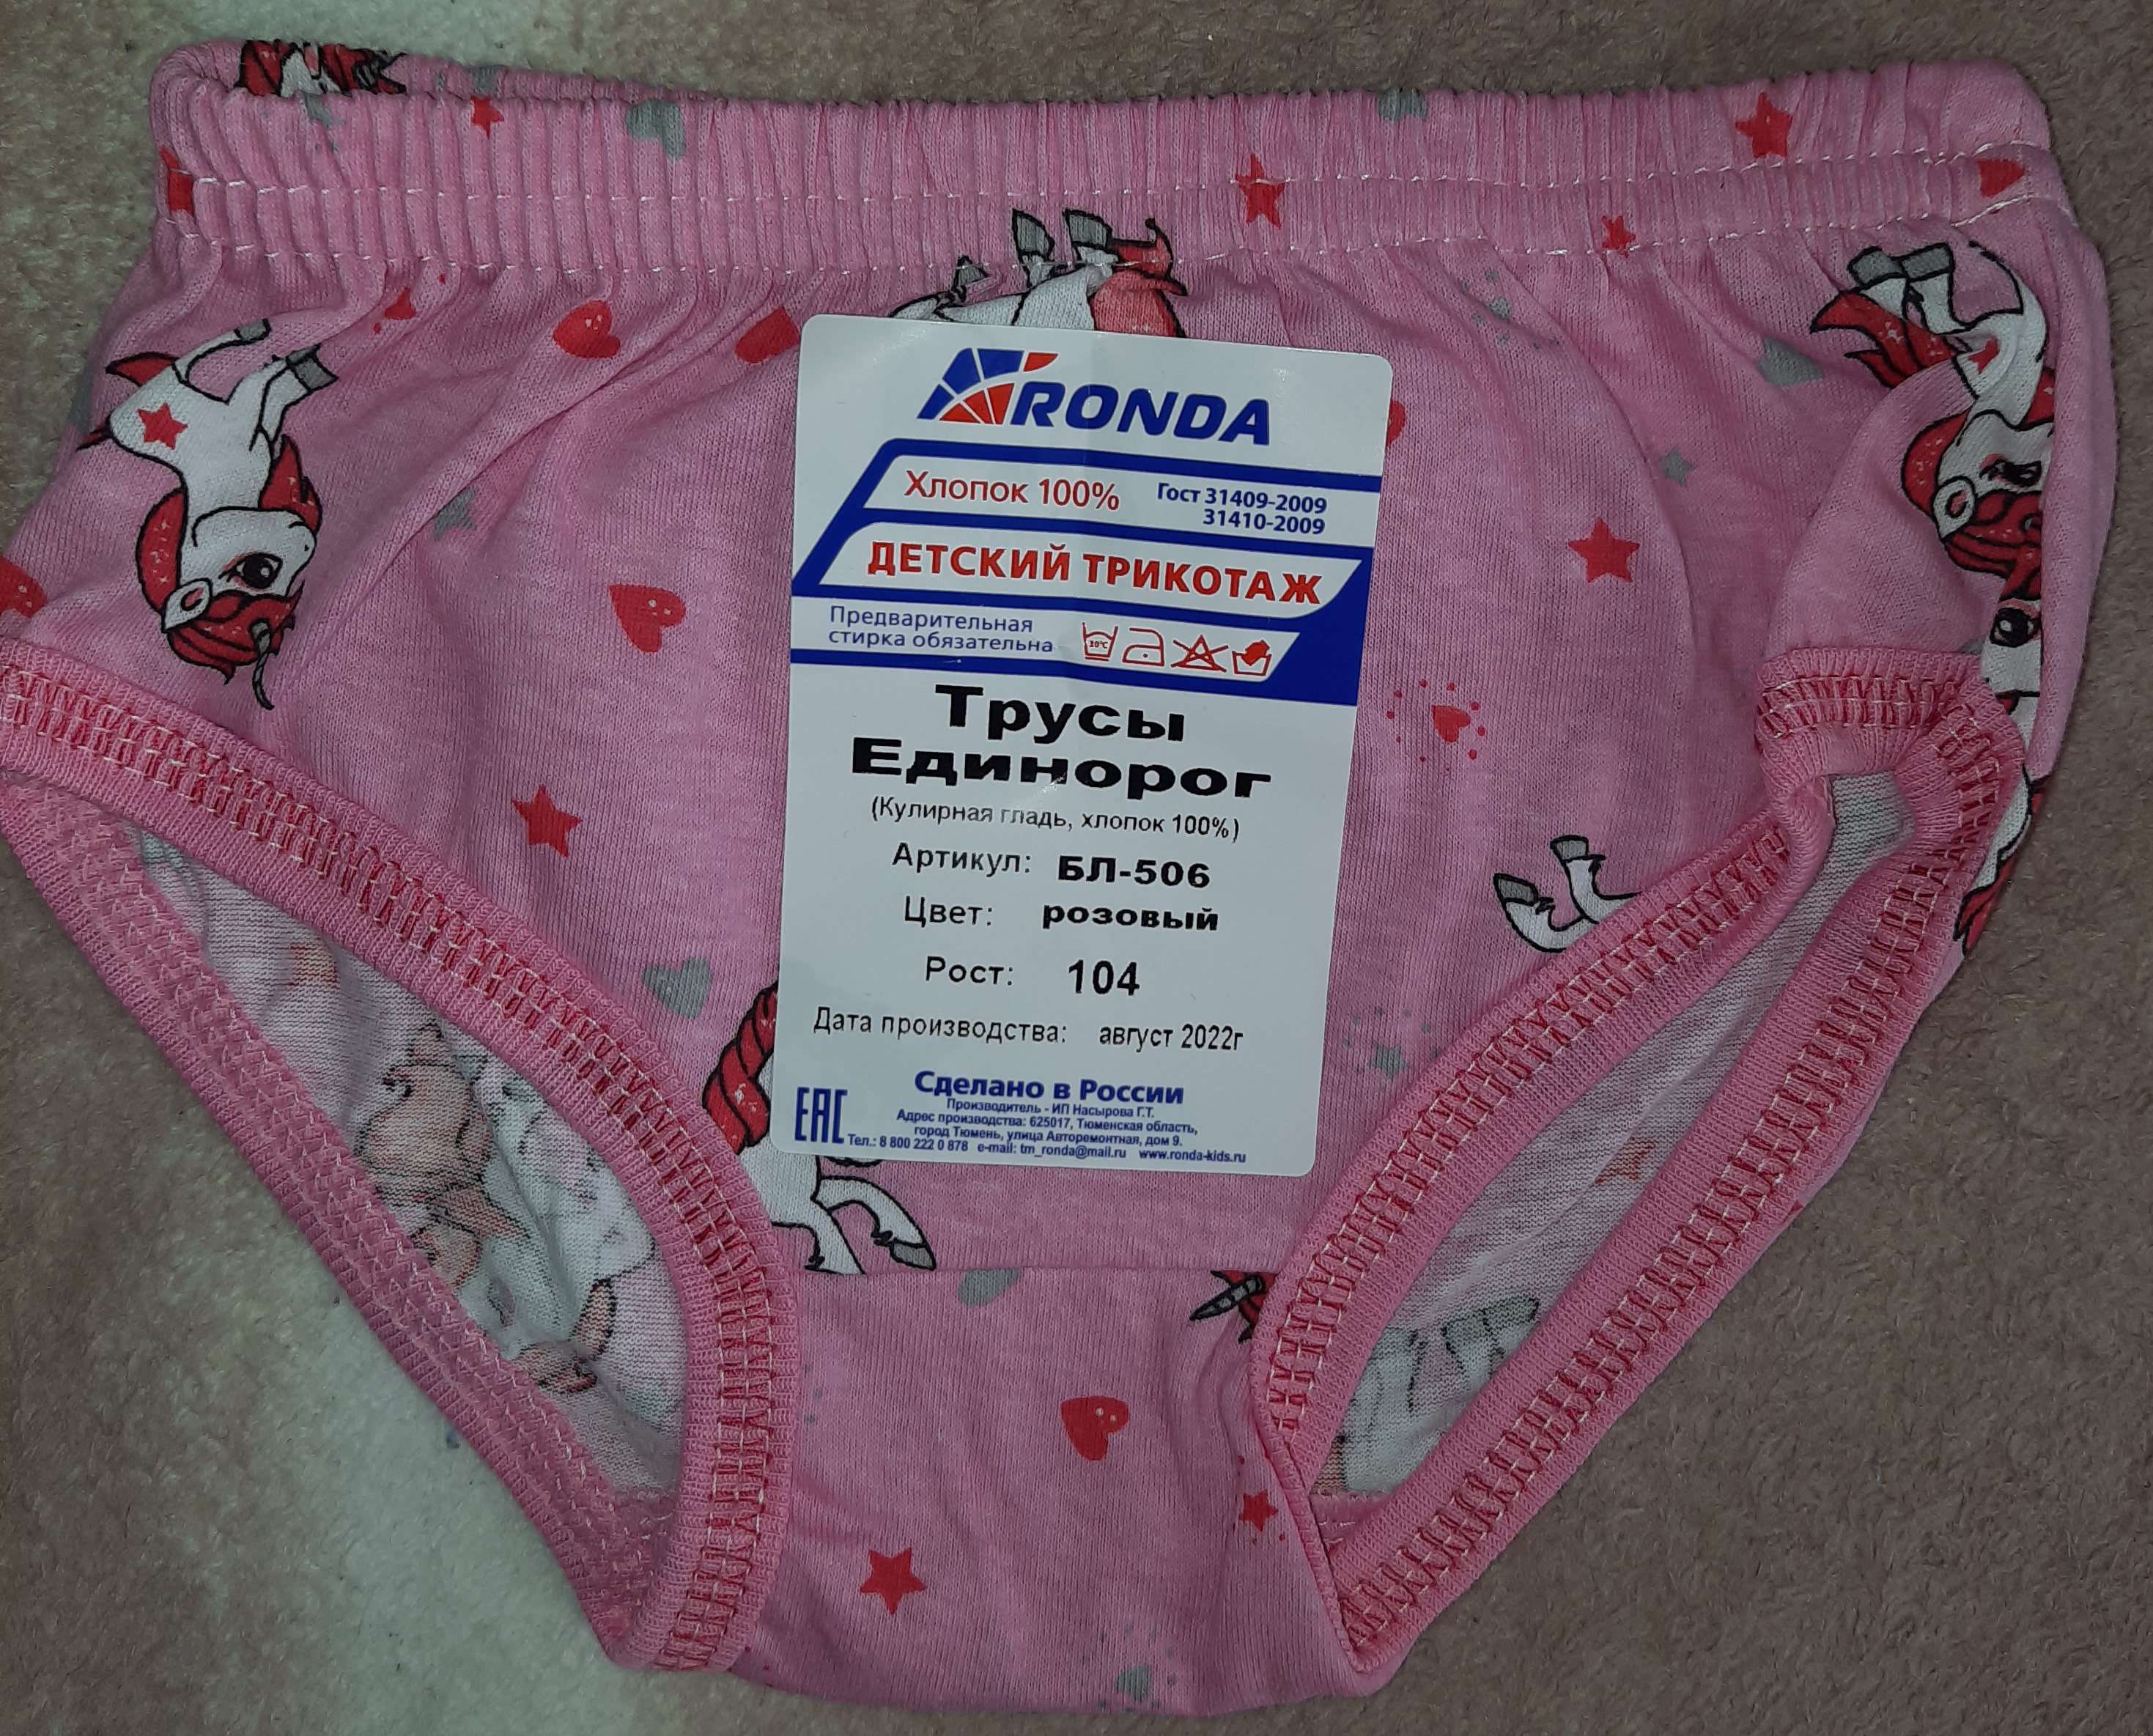 RONDA
Хлопок 100% Гост 31409-2009
31410-2009
ДЕТСКИЙ ТРИКОТАЖ
Предварительная
стирка обязательна
Трусы
Единорог
(Кулирная гладь, хлопок 100%)
Артикул: БЛ-506
Цвет: розовый
Рост: 104
Дата производства: август 2022г
Сделано в России
EAC
Производитель - ИП Насырова Г.Т.
Адрес производства: 625017, Тюменская область,
город Тюмень, улица Авторемонтная, дом 9.
Тел.: 8 800 222 0 878 e-mail: tm_ronda@mail.ru www.ronda-kids.ru